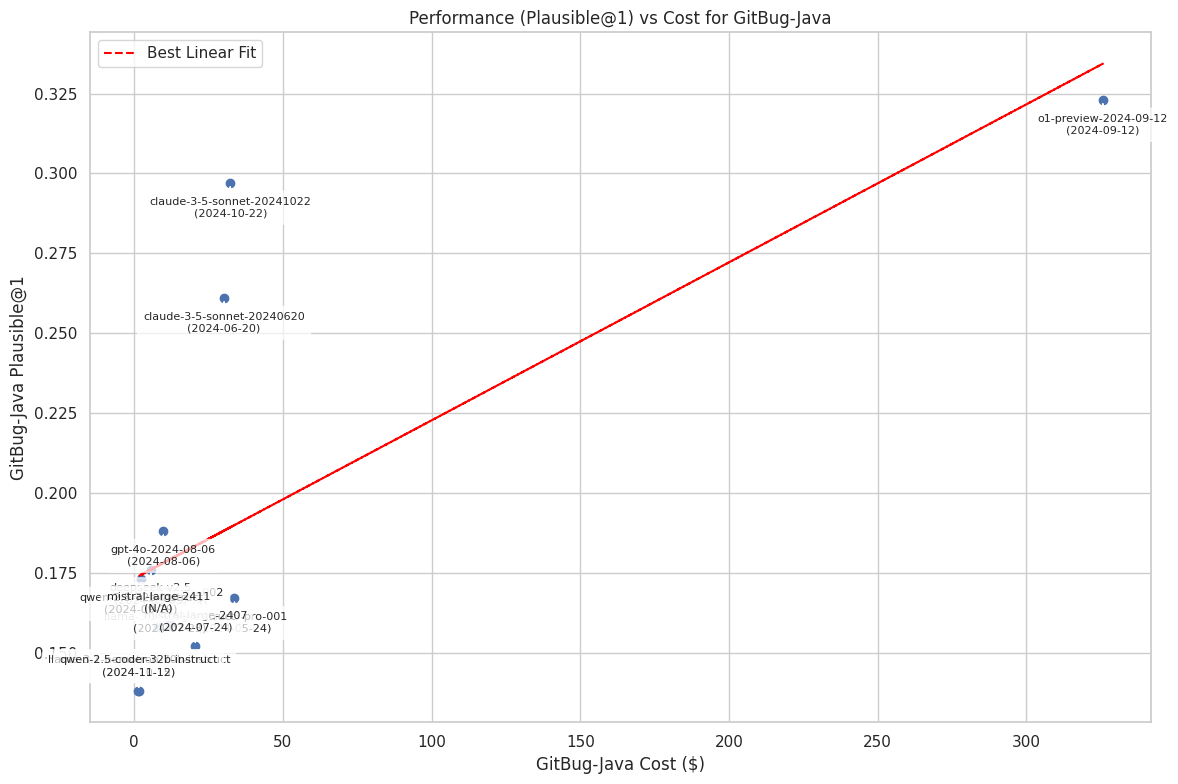 Performance (Plausible@1) vs Cost for GitBug-Java
Best Linear Fit
GitBug-Java Plausible@1
0.325
0.300
0.275
0.250
0.225
0.200
0.175
o1-preview-2024-09-12
(2024-09-12)
claude-3-5-sonnet-20241022
(2024-10-22)
claude-3-5-sonnet-20240620
(2024-06-20)
gpt-4o-2024-08-06
(2024-08-06)
mistral-large-2411
(N/A)
(2024-07-24)
qwen-2.5-coder-32b-instruct
(2024-11-12)
0
50
100
150
200
250
300
GitBug-Java Cost ($)